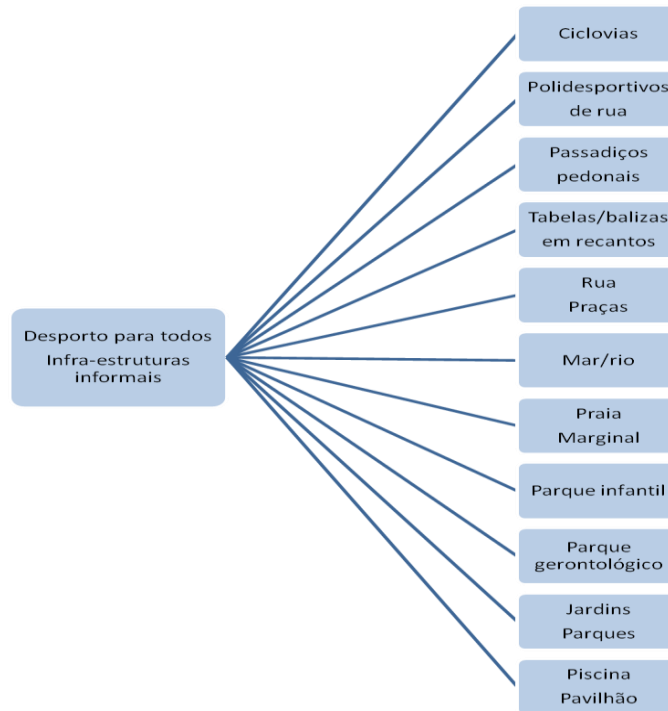 Desporto para todos
Infra-estruturas
informais
Ciclovias
Polidesportivos
de rua
Passadiços
pedonais
Tabelas/balizas
em recantos
Rua
Praças
Mar/rio
Praia
Marginal
Parque infantil
Parque
gerontológico
Jardins
Parques
Piscina
Pavilhão